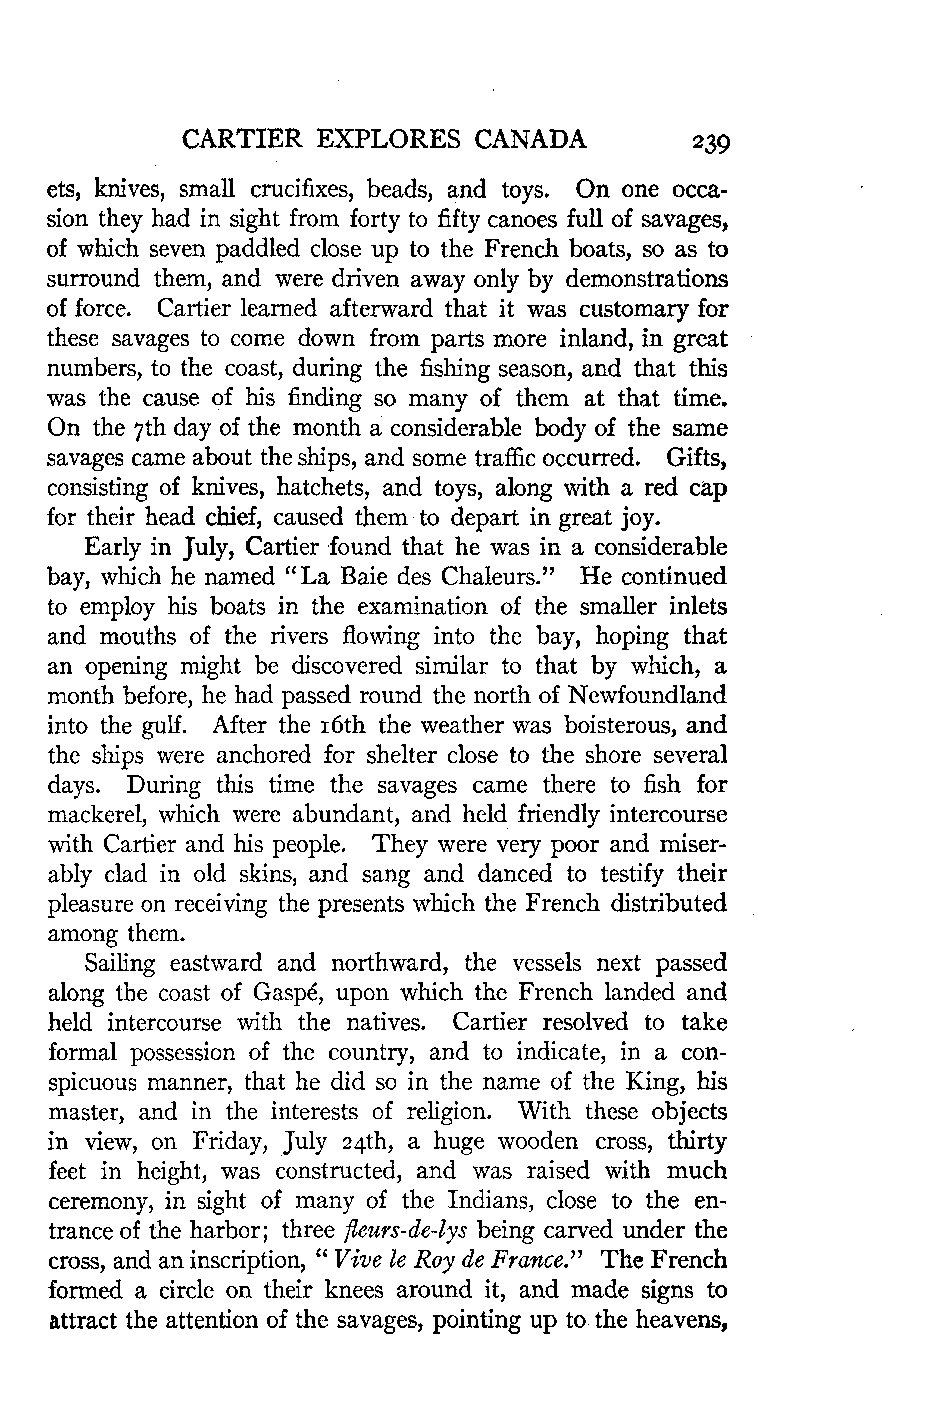 CARTIER EXPLORES CANADA 239
ets, knives, small crucifixes, beads, and toys. On one occa-
sion they had in sight from forty to fifty canoes full of savages,
of which seven paddled close up to the French boats, so as to
surround them, and were driven away only by demonstrations
of force. Cartier learned afterward that it was customary for
these savages to come down from parts more inland, in great
numbers, to the coast, during the fishing season, and that this
was the cause of his finding so many of them at that time.
On the 7th day of the month a considerable body of the same
savages came about the ships, and some traffic occurred. Gifts,
consisting of knives, hatchets, and toys, along with a red cap
for their head chief, caused them to depart in great joy.
Early in July, Cartier found that he was in a considerable
bay, which he named “La Baie des Chaleurs.” He continued
to employ his boats in the examination of the smaller inlets
and mouths of the rivers flowing into the bay, hoping that
an opening might be discovered similar to that by which, a
month before, he had passed round the north of Newfoundland
into the gulf. After the 16th the weather was boisterous, and
the ships were anchored for shelter close to the shore several
days. During this time the savages came there to fish for
mackerel, which were abundant, and held friendly intercourse
with Cartier and his people. They were very poor and miser-
ably clad in old skins, and sang and danced to testify their
pleasure on receiving the presents which the French distributed
among them.
Sailing eastward and northward, the vessels next passed
along the coast of Gaspé, upon which the French landed and
held intercourse with the natives. Cartier resolved to take
formal possession of the country, and to indicate, in a con-
spicuous manner, that he did so in the name of the King, his
master, and in the interests of religion. With these objects
in view, on Friday, July 24th, a huge wooden cross, thirty
feet in height, was constructed, and was raised with much
ceremony, in sight of many of the Indians, close to the en-
trance of the harbor; three fleurs-de-lys being carved under the
cross, and an inscription, “Vive le Roy de France.” The French
formed a circle on their knees around it, and made signs to
attract the attention of the savages, pointing up to the heavens,